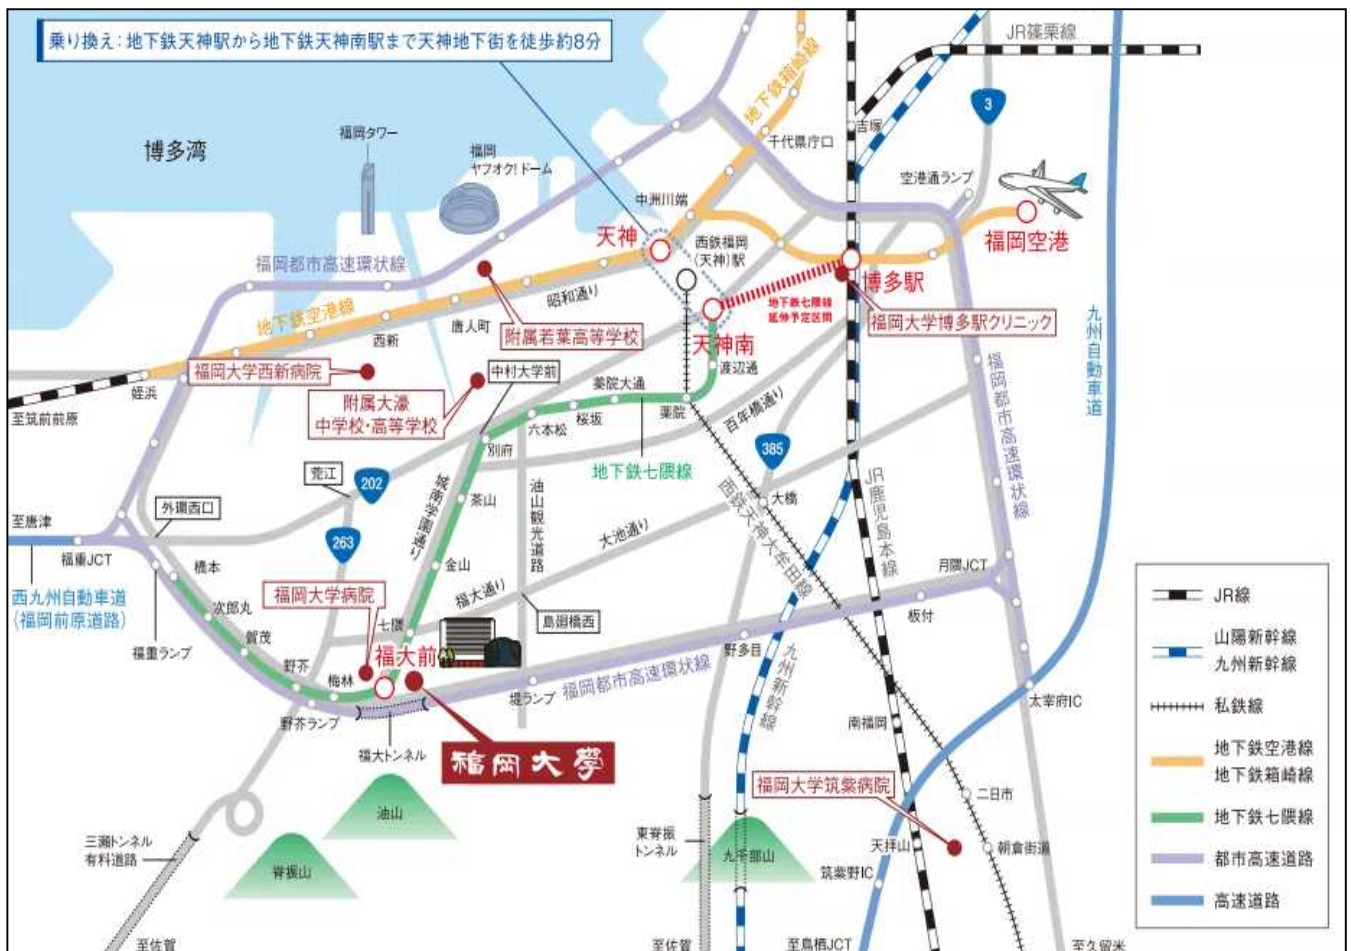 乗り換え:地下鉄天神駅から地下鉄天神南駅まで天神地下街を徒歩約8分
JR篠栗線
地下鉄箱崎線
3
吉塚
千代県庁口
博多湾
福岡タワー
福岡
ヤフオク!ドーム
空港通ランプ
中洲川端
天神
西鉄福岡
(天神)駅
福岡空港
福岡都市高速環状線
博多駅
昭和通り
地下鉄空港線
地下鉄七隈線
延伸予定区間
福岡大学博多駅クリニック
九州自動車道
唐人町
西新
附属若葉高等学校
天神南
福岡都市高速環状線
渡辺通
福岡大学西新病院
中村大学前
姪浜
薬院大通
至筑前前原
附属大濠
中学校・高等学校
桜坂
薬院
六本松
百年橋通り
別府
385
地下鉄七隈線
荒江
202
城南学園通り
油山観光道路
茶山
西鉄天神大牟田線
大橋
JR鹿児島本線
外環西口
至唐津
263
大池通り
福重JCT
橋本
金山
月隈JCT
西九州自動車道
(福岡前原道路)
福岡大学病院
福大通り
次郎丸
七隈
島廻橋西
板付
賀茂
福重ランプ
福大前
野多目
野芥
梅林
堤ランプ
福岡都市高速環状線
九州新幹線
太宰府IC
野芥ランプ
南福岡
福大トンネル
福岡大學
福岡大学筑紫病院
二日市
油山
三瀬トンネル
有料道路
東脊振
トンネル
九千部山
天拝山
朝倉街道
脊振山
筑紫野IC
至佐賀
至佐賀
至鳥栖JCT
至久留米
JR線
山陽新幹線
九州新幹線
私鉄線
地下鉄空港線
地下鉄箱崎線
地下鉄七隈線
都市高速道路
高速道路